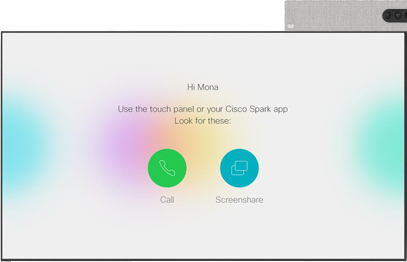 Hi Mona
Use the touch panel or your Cisco Spark app
Look for these:
Call
Screenshare